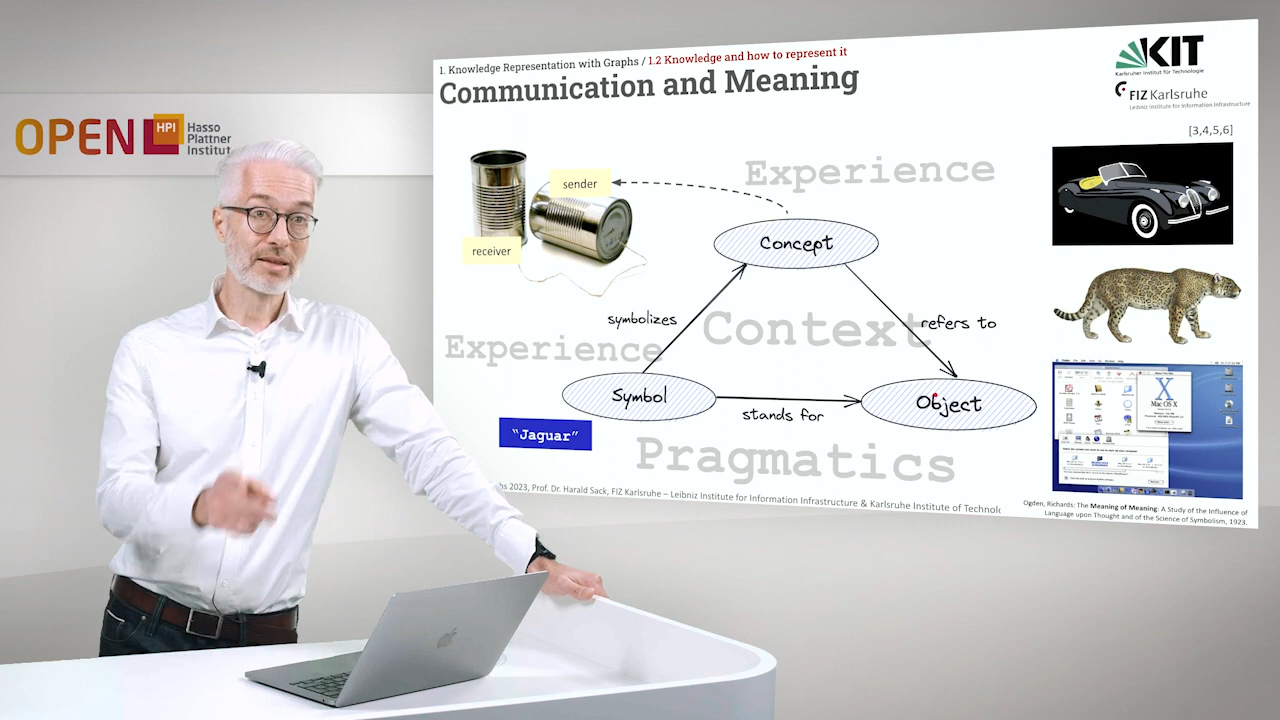 OPEN
HPI
Hasso
Plattner
Institut
1. Knowledge Representation with Graphs / 1.2 Knowledge and how to represent it
Communication and Meaning
KIT
Karlsruher Institut für Technologie
FIZ Karlsruhe
Leibniz Institute for Information Infrastructure
[3,4,5,6]
sender
receiver
Experience
Concept
symbolizes
Context
refers to
Experience
Symbol
stands for
Object
"Jaguar"
Pragmatics
X
Mac OS X
2023, Prof. Dr. Harald Sack, FIZ Karlsruhe – Leibniz Institute for Information Infrastructure & Karlsruhe Institute of
Ogden, Richards: The Meaning of Meaning: A Study of the Influence of
Language upon Thought and of the Science of Symbolism, 1923.